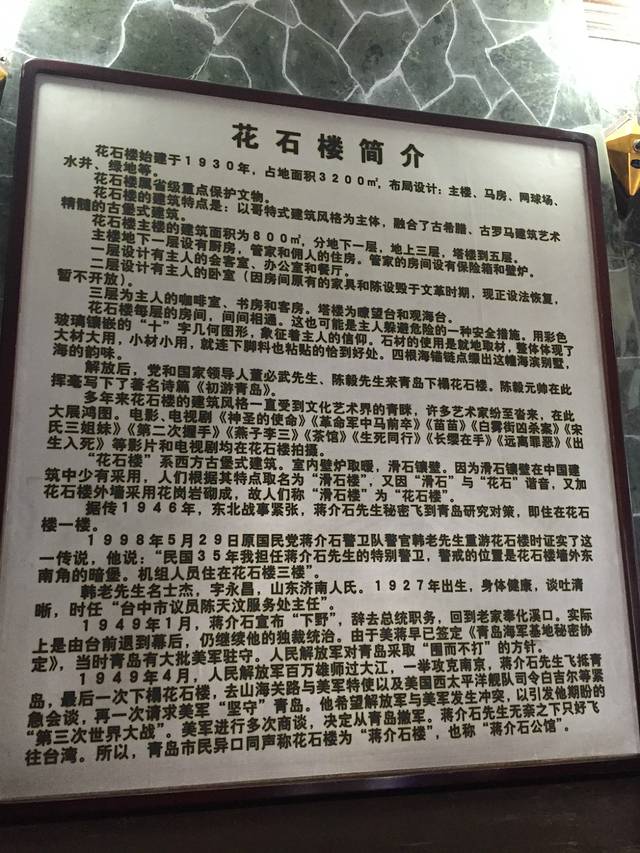 花石楼简介
花石楼始建于1930年，占地面积3200㎡，布局设计：主楼、马房、网球场、
水井、绿地等。
花石楼属省级重点保护文物。
花石楼的建筑特点是：以哥特式建筑风格为主体，融合了古希腊、古罗马建筑艺术
精髓的古堡式建筑。
花石楼主楼的建筑面积为800㎡，分地下一层，地上三层，塔楼到五层。
主楼地下一层设有厨房，管家和佣人的住房。管家的房间设有保险箱和壁炉。
一层设计有主人的会客室、办公室和餐厅。
二层设计有主人的卧室（因房间原有的家具和陈设毁于文革时期，现正设法恢复，
暂不开放）。
三层为主人的咖啡室、书房和客房。塔楼为瞭望台和观海台。
花石楼每层的房间，间间相通。这也可能是主人躲避危险的一种安全措施。用彩色
玻璃镶嵌的“十”字几何图形，象征着主人的信仰。石材的使用是就地取材，整体体现了
大材大用，小材小用，就连下脚料也粘贴的恰到好处。四根海锚链点缀出这幢海滨别墅，
海的韵味。
解放后，党和国家领导人董必武先生、陈毅先生来青岛下榻花石楼。陈毅元帅在此
挥毫写下了著名诗篇《初游青岛》。
多年来花石楼的建筑风格一直受到文化艺术界的青睐，许多艺术家纷至沓来，在此
大展鸿图。电影、电视剧《神圣的使命》《革命军中马前卒》《苗苗》《白雾街凶杀案》《宋
氏三姐妹》《第二次握手》《燕子李三》《茶馆》《生死同行》《长缨在手》《远离罪恶》《出
生入死》等影片和电视剧均在花石楼拍摄。
“花石楼”系西方古堡式建筑。室内壁炉取暖，滑石镶壁。因为滑石镶壁在中国建
筑中少有采用，人们根据其特点取名为“滑石楼”，又因“滑石”与“花石”谐音，又加
花石楼外墙采用花岗岩砌成，故人们称“滑石楼”为“花石楼”。
据传1946年，东北战事紧张，蒋介石先生秘密飞到青岛研究对策，即住在花石
楼一楼。
1998年5月29日原国民党蒋介石警卫队警官韩老先生重游花石楼时证实了这
一传说，他说：“民国35年我担任蒋介石先生的特别警卫，警戒的位置是花石楼墙外东
南角的暗堡。机组人员住在花石楼三楼”。
韩老先生名士杰，字永昌，山东济南人氏。1927年出生，身体健康，谈吐清
晰，时任“台中市议员陈天汶服务处主任”。
1949年1月，蒋介石宣布“下野”，辞去总统职务，回到老家奉化溪口。实际
上是由台前退到幕后，仍继续他的独裁统治。由于美蒋早已签定《青岛海军基地秘密协
定》，当时青岛有大批美军驻守。人民解放军对青岛采取“围而不打”的方针。
1949年4月，人民解放军百万雄师过大江，一举攻克南京，蒋介石先生飞抵青
岛，最后一次下榻花石楼，去山海关路与美军特使以及美国西太平洋舰队司令白吉尔等紧
急会谈，再一次请求美军“坚守”青岛。他希望解放军与美军发生冲突，以引发他期盼的
“第三次世界大战”。美军进行多次商谈，决定从青岛撤军。蒋介石先生无奈之下只好飞
往台湾。所以，青岛市民异口同声称花石楼为“蒋介石楼”，也称“蒋介石公馆”。